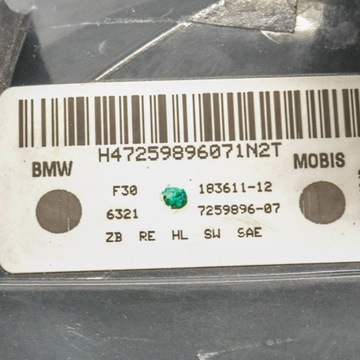 H47259896071N2T
BMW MOBIS
F30 183611-12
6321 7259896-07
ZB RE HL SW SAE